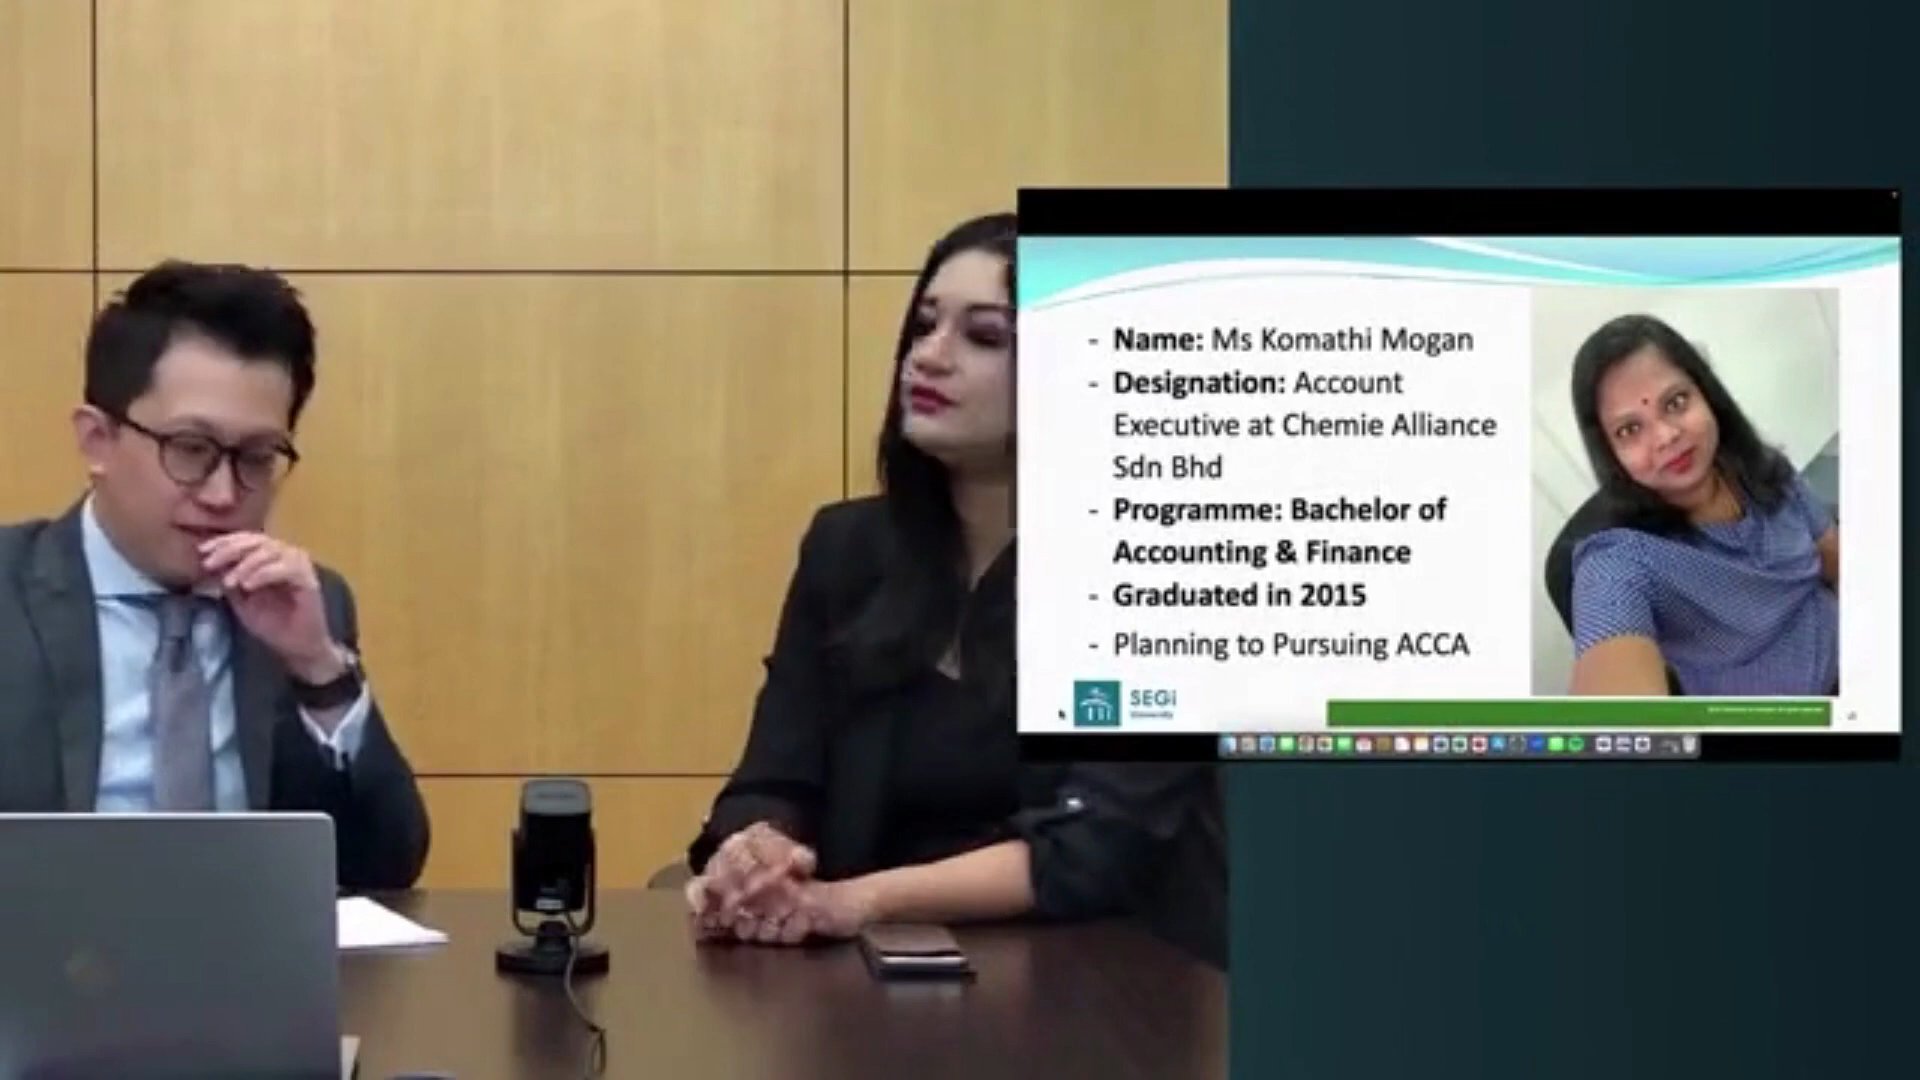 - Name: Ms Komathi Mogan
- Designation: Account
Executive at Chemie Alliance
Sdn Bhd
- Programme: Bachelor of
Accounting & Finance
- Graduated in 2015
- Planning to Pursuing ACCA
SEGi
University